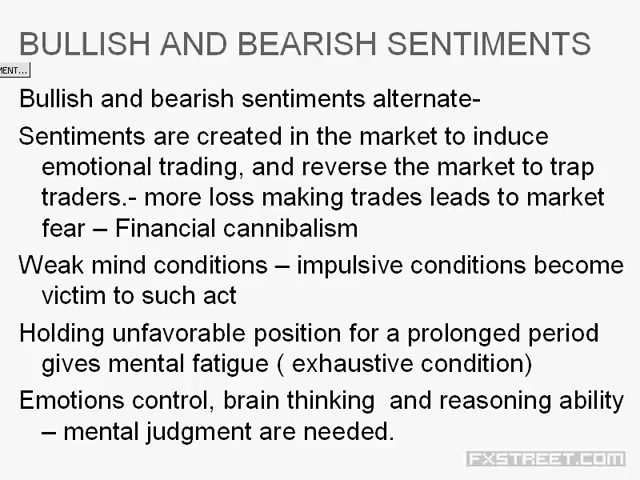 BULLISH AND BEARISH SENTIMENTS
MENT...
Bullish and bearish sentiments alternate-
Sentiments are created in the market to induce
emotional trading, and reverse the market to trap
traders.- more loss making trades leads to market
fear – Financial cannibalism
Weak mind conditions – impulsive conditions become
victim to such act
Holding unfavorable position for a prolonged period
gives mental fatigue ( exhaustive condition)
Emotions control, brain thinking  and reasoning ability
– mental judgment are needed.
FXSTREET.COM